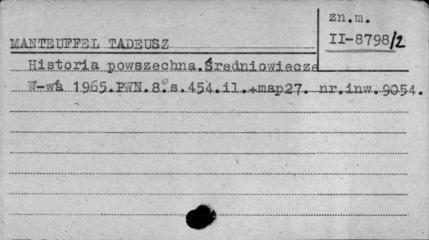 zn.m.
II-8798/2
MANTEUFFEL TADEUSZ
Historia powszechna.Średniowiecze
W-wa 1965.PWN.8.s.454.il.+map27. nr.inw.9054.